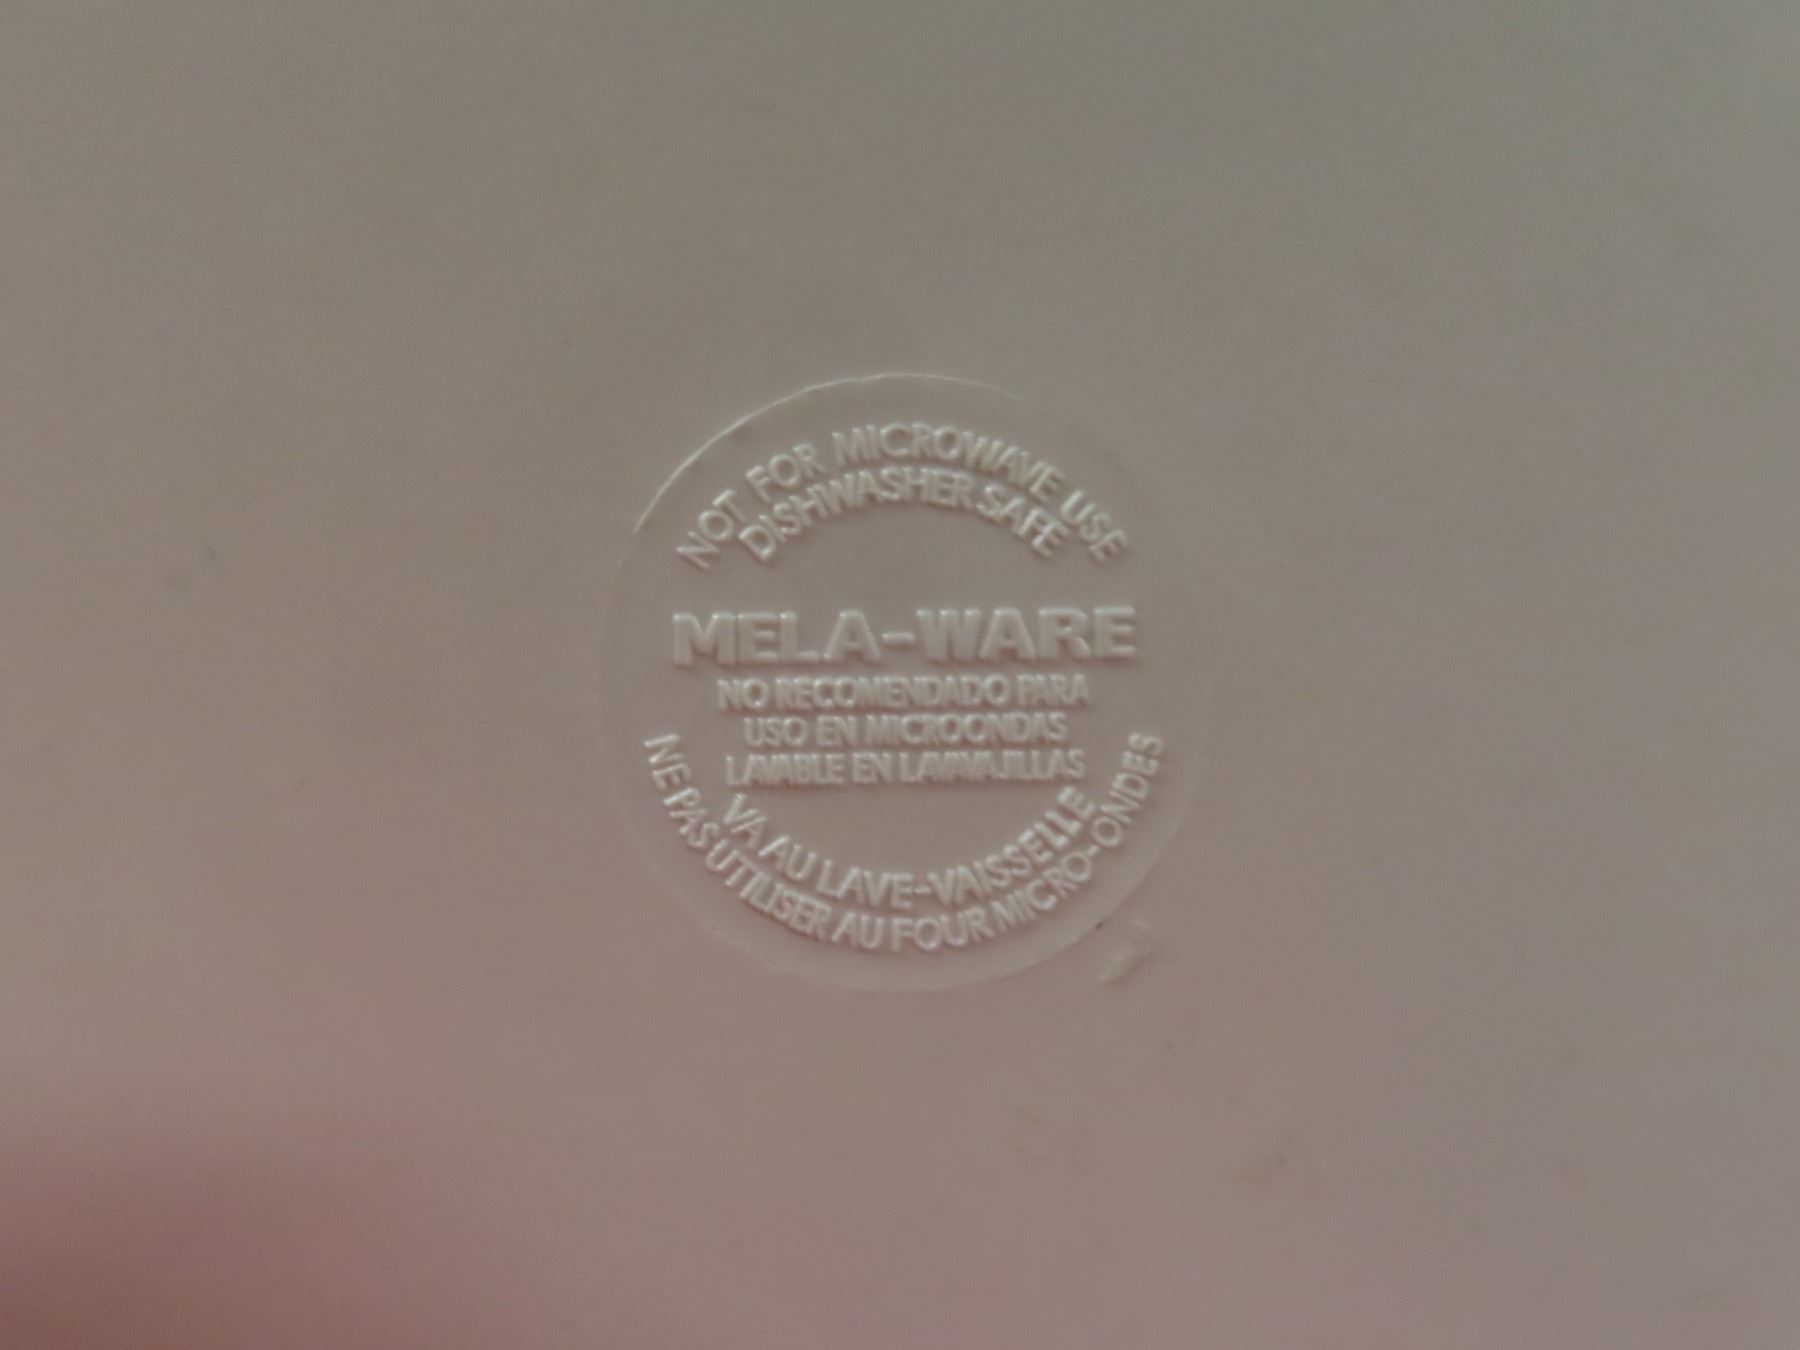 NOT FOR MICROWAVE USE
DISHWASHER SAFE
MELA-WARE
NO RECOMENDADO PARA
USO EN MICROONDAS
LAVABLE EN LAVAVAJILLAS
VA AU LAVE-VAISSELLE
NE PAS UTILISER AU FOUR MICRO-ONDES